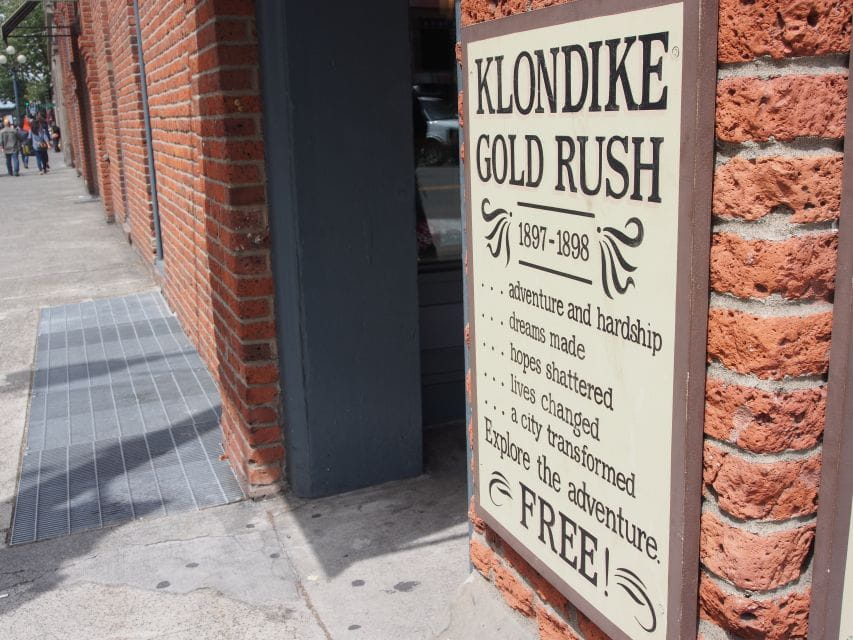 KLONDIKE
GOLD RUSH
1897-1898
. . . adventure and hardship
. . . dreams made
. . . hopes shattered
. . . lives changed
. . . a city transformed
Explore the adventure.
FREE!